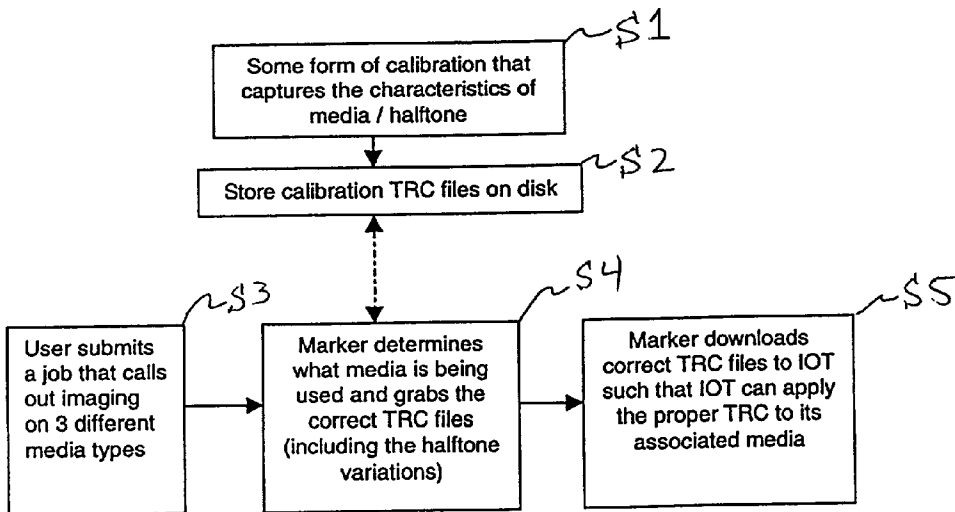 S1
Some form of calibration that
captures the characteristics of
media / halftone
S2
Store calibration TRC files on disk
S3
User submits
a job that calls
out imaging
on 3 different
media types
S4
Marker determines
what media is being
used and grabs the
correct TRC files
(including the halftone
variations)
S5
Marker downloads
correct TRC files to IOT
such that IOT can apply
the proper TRC to its
associated media